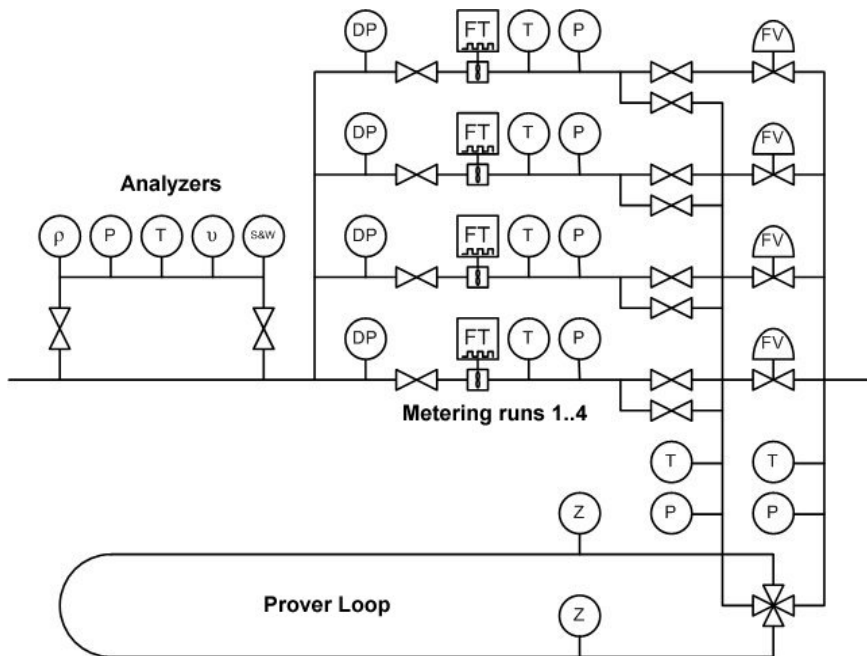 DP FT T P FV
DP FT T P FV
Analyzers
ρ P T υ S&W
DP FT T P FV
DP FT T P FV
Metering runs 1..4
T T
Z P P
Prover Loop
Z